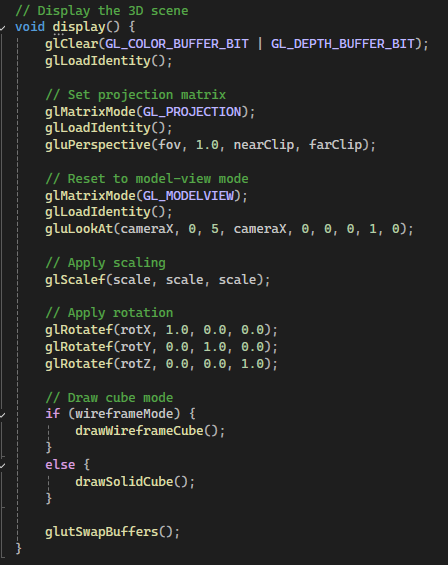 // Display the 3D scene
void display() {
    glClear(GL_COLOR_BUFFER_BIT | GL_DEPTH_BUFFER_BIT);
    glLoadIdentity();

    // Set projection matrix
    glMatrixMode(GL_PROJECTION);
    glLoadIdentity();
    gluPerspective(fov, 1.0, nearClip, farClip);

    // Reset to model-view mode
    glMatrixMode(GL_MODELVIEW);
    glLoadIdentity();
    gluLookAt(cameraX, 0, 5, cameraX, 0, 0, 0, 1, 0);

    // Apply scaling
    glScalef(scale, scale, scale);

    // Apply rotation
    glRotatef(rotX, 1.0, 0.0, 0.0);
    glRotatef(rotY, 0.0, 1.0, 0.0);
    glRotatef(rotZ, 0.0, 0.0, 1.0);

    // Draw cube mode
    if (wireframeMode) {
        drawWireframeCube();
    }
    else {
        drawSolidCube();
    }

    glutSwapBuffers();
}